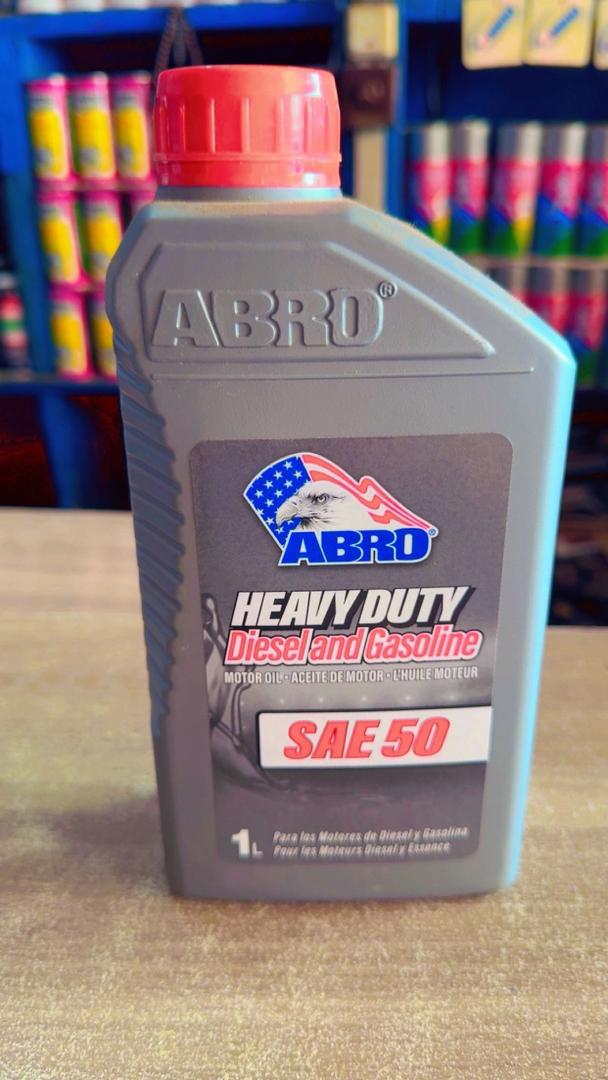 ABRO®
ABRO®
HEAVY DUTY
Diesel and Gasoline
MOTOR OIL • ACEITE DE MOTOR • L'HUILE MOTEUR
SAE 50
1L
Para los Motores de Diesel y Gasolina
Pour les Moteurs Diesel y Essence